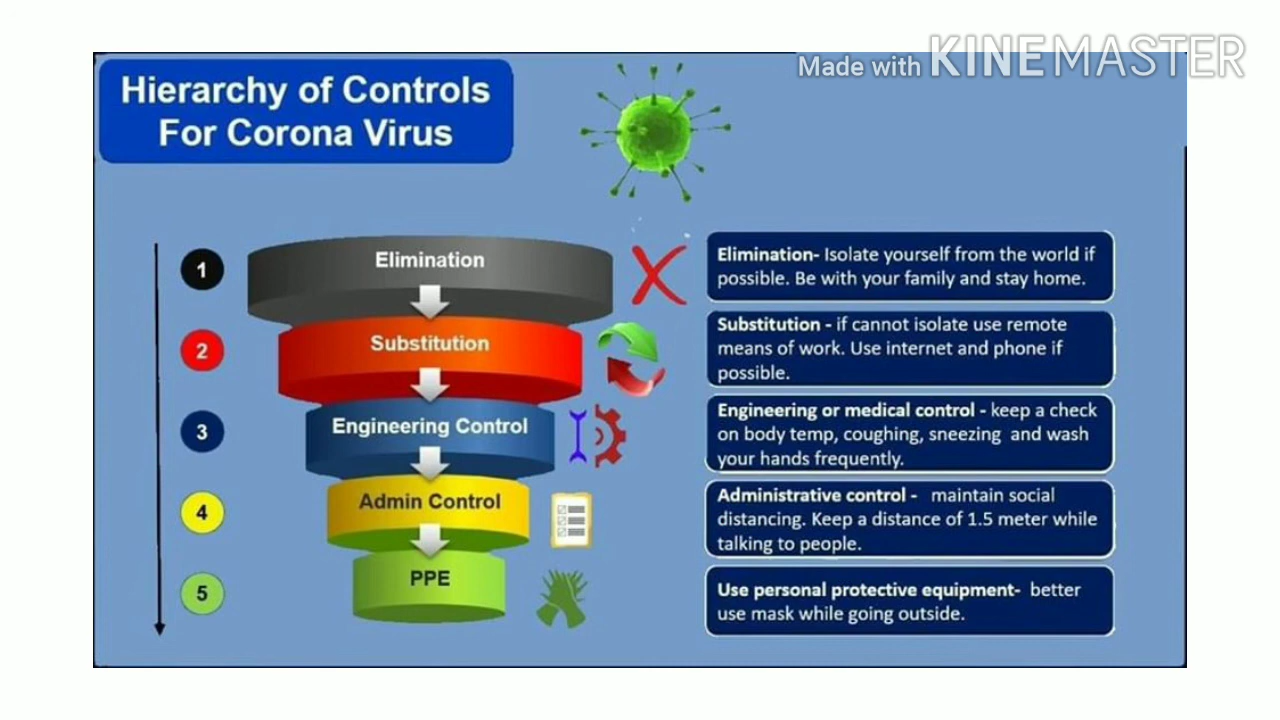 Made with KINEMASTER
Hierarchy of Controls
For Corona Virus
1
Elimination
Elimination- Isolate yourself from the world if
possible. Be with your family and stay home.
2
Substitution
Substitution - if cannot isolate use remote
means of work. Use internet and phone if
possible.
3
Engineering Control
Engineering or medical control - keep a check
on body temp, coughing, sneezing and wash
your hands frequently.
4
Admin Control
Administrative control - maintain social
distancing. Keep a distance of 1.5 meter while
talking to people.
5
PPE
Use personal protective equipment- better
use mask while going outside.